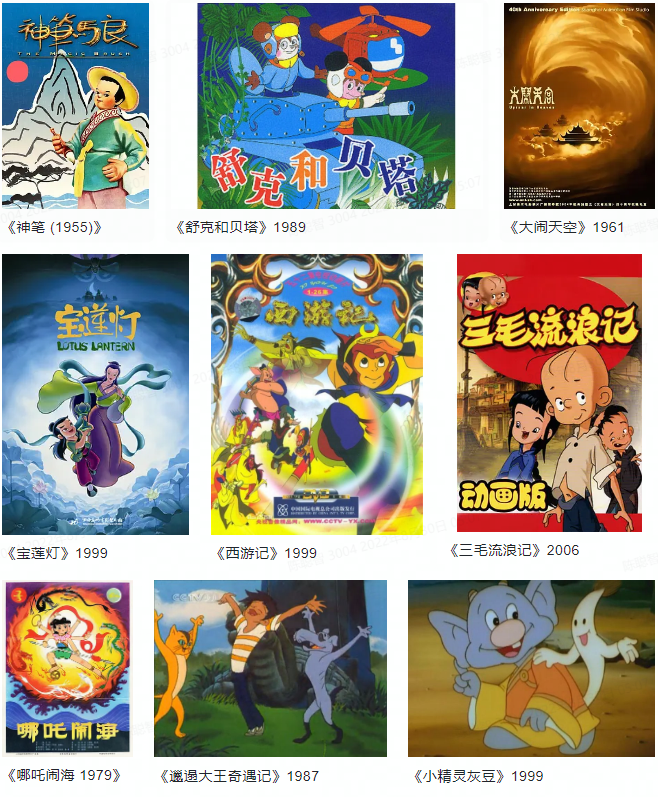 神笔马良
THE MAGIC BRUSH
舒克和贝塔
40th Anniversary Edition Shanghai Animation Film Studio
大闹天宫
Uproar in Heaven
《神笔 (1955)》
《舒克和贝塔》1989
《大闹天空》1961
宝莲灯
LOTUS LANTERN
西游记
三毛流浪记
动画版
《宝莲灯》1999
《西游记》1999
《三毛流浪记》2006
哪吒闹海
《哪吒闹海 1979》
《邋遢大王奇遇记》1987
《小精灵灰豆》1999